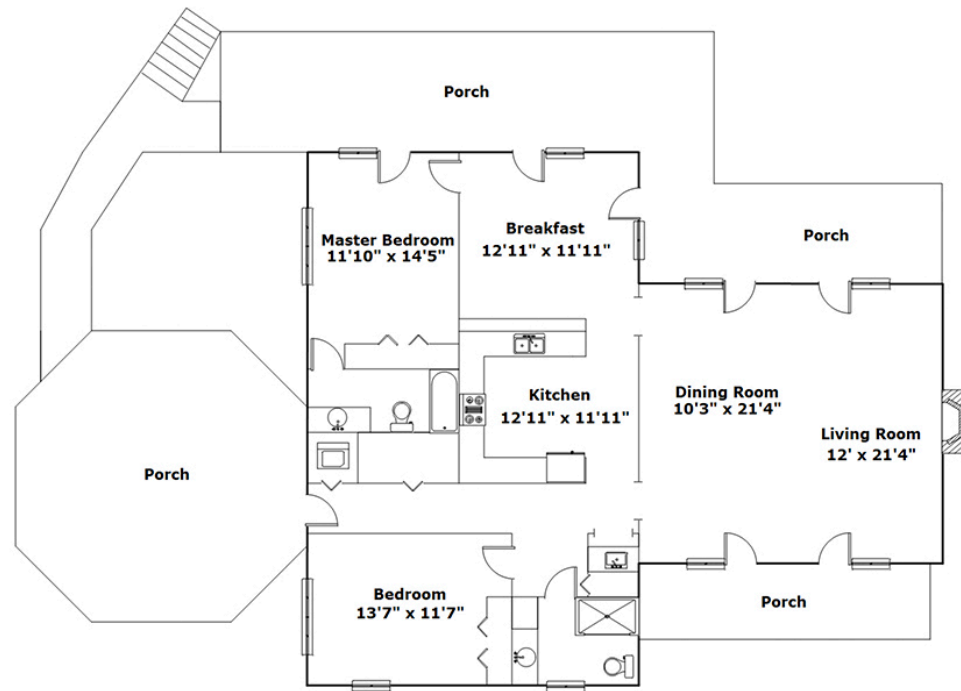 Porch
Master Bedroom
11'10" x 14'5"
Breakfast
12'11" x 11'11"
Porch
Kitchen
12'11" x 11'11"
Dining Room
10'3" x 21'4"
Living Room
12' x 21'4"
Porch
Bedroom
13'7" x 11'7"
Porch